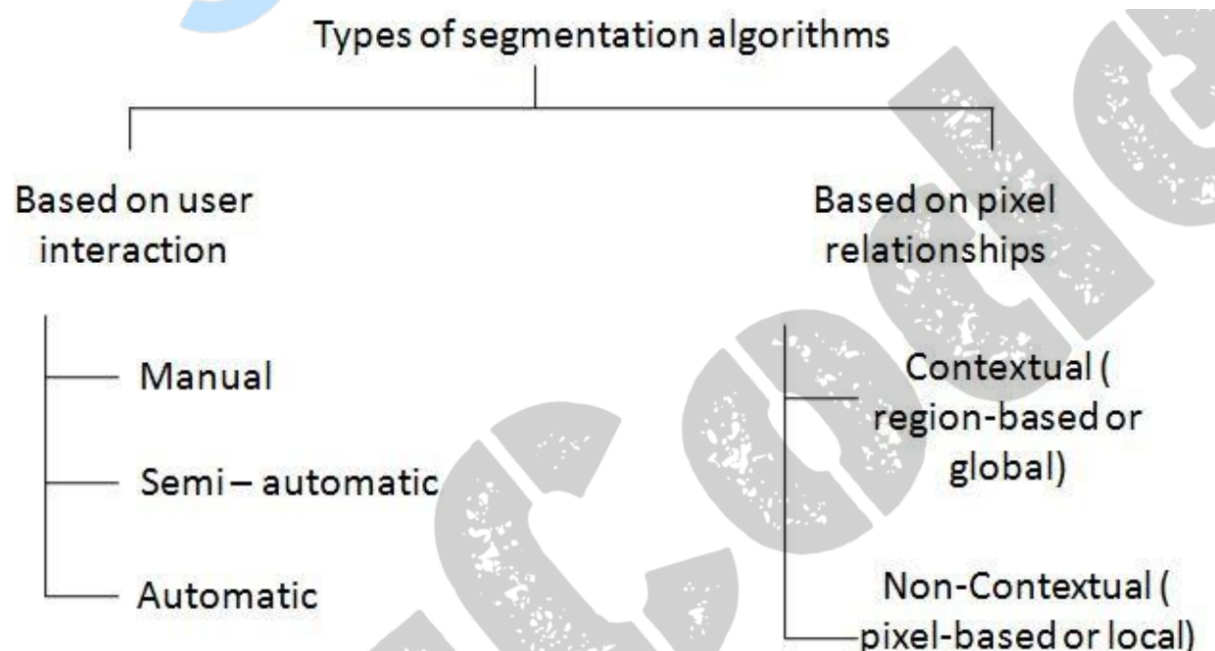 Types of segmentation algorithms
Based on user
interaction
Manual
Semi – automatic
Automatic
Based on pixel
relationships
Contextual (
region-based or
global)
Non-Contextual (
pixel-based or local)